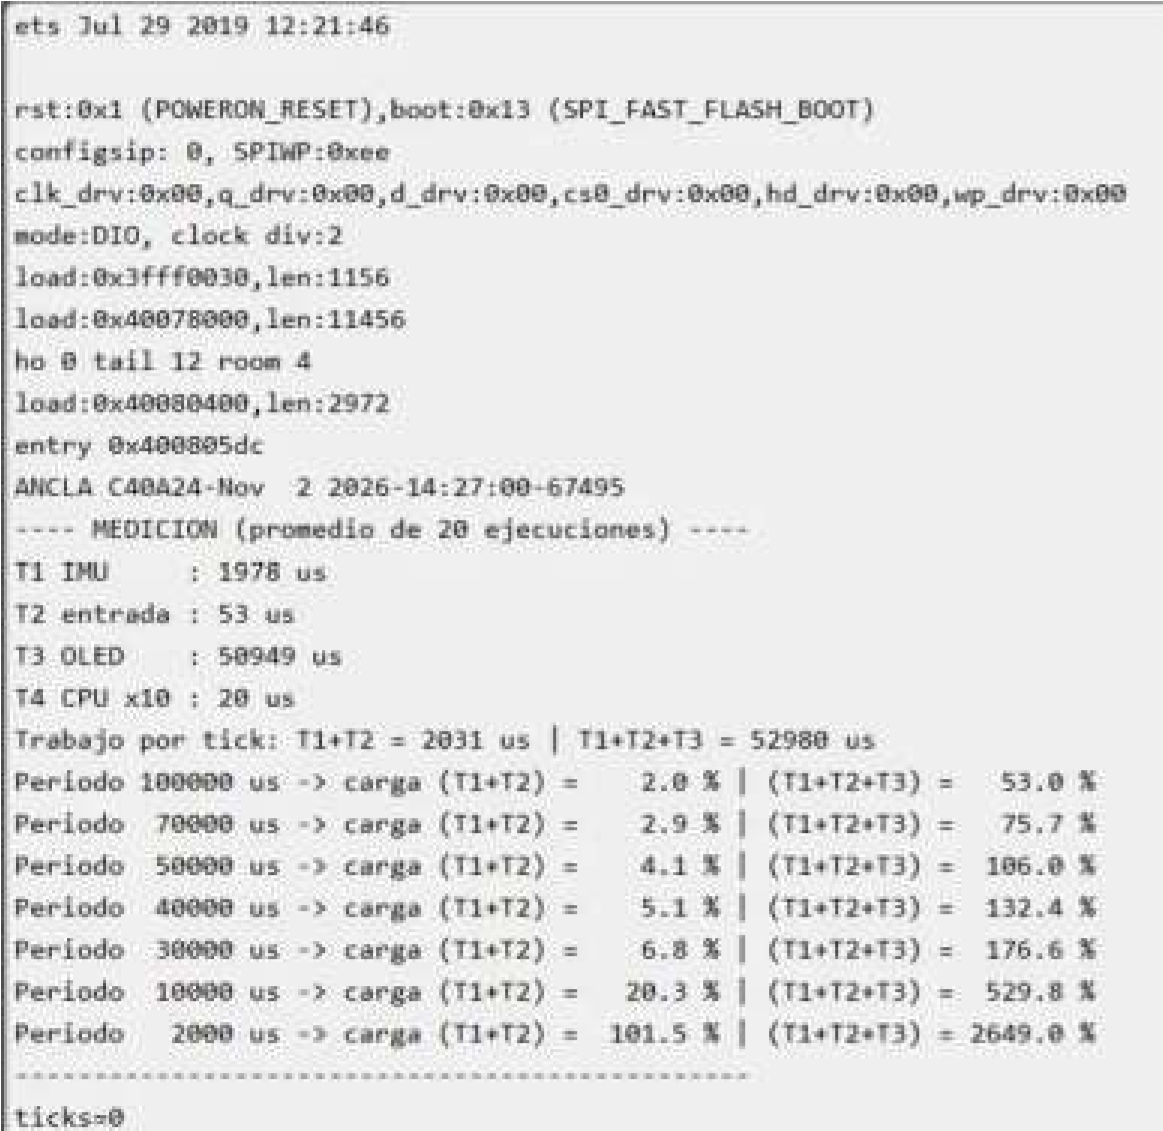 ets Jul 29 2019 12:21:46
rst:0x1 (POWERON_RESET),boot:0x13 (SPI_FAST_FLASH_BOOT)
configsip: 0, SPIWP:0xee
clk_drv:0x00,q_drv:0x00,d_drv:0x00,cs0_drv:0x00,hd_drv:0x00,wp_drv:0x00
mode:DIO, clock div:2
load:0x3fff0030,len:1156
load:0x40078000,len:11456
ho 0 tail 12 room 4
load:0x40080400,len:2972
entry 0x400805dc
ANCLA C40A24-Nov  2 2026-14:27:00-67495
---- MEDICION (promedio de 20 ejecuciones) ----
T1 IMU     : 1978 us
T2 entrada : 53 us
T3 OLED    : 50949 us
T4 CPU x10 : 20 us
Trabajo por tick: T1+T2 = 2031 us | T1+T2+T3 = 52980 us
Periodo 100000 us -> carga (T1+T2) =    2.0 % | (T1+T2+T3) =   53.0 %
Periodo  70000 us -> carga (T1+T2) =    2.9 % | (T1+T2+T3) =   75.7 %
Periodo  50000 us -> carga (T1+T2) =    4.1 % | (T1+T2+T3) =  106.0 %
Periodo  40000 us -> carga (T1+T2) =    5.1 % | (T1+T2+T3) =  132.4 %
Periodo  30000 us -> carga (T1+T2) =    6.8 % | (T1+T2+T3) =  176.6 %
Periodo  10000 us -> carga (T1+T2) =   20.3 % | (T1+T2+T3) =  529.8 %
Periodo   2000 us -> carga (T1+T2) =  101.5 % | (T1+T2+T3) = 2649.0 %
-----------------------------------------------
ticks=0